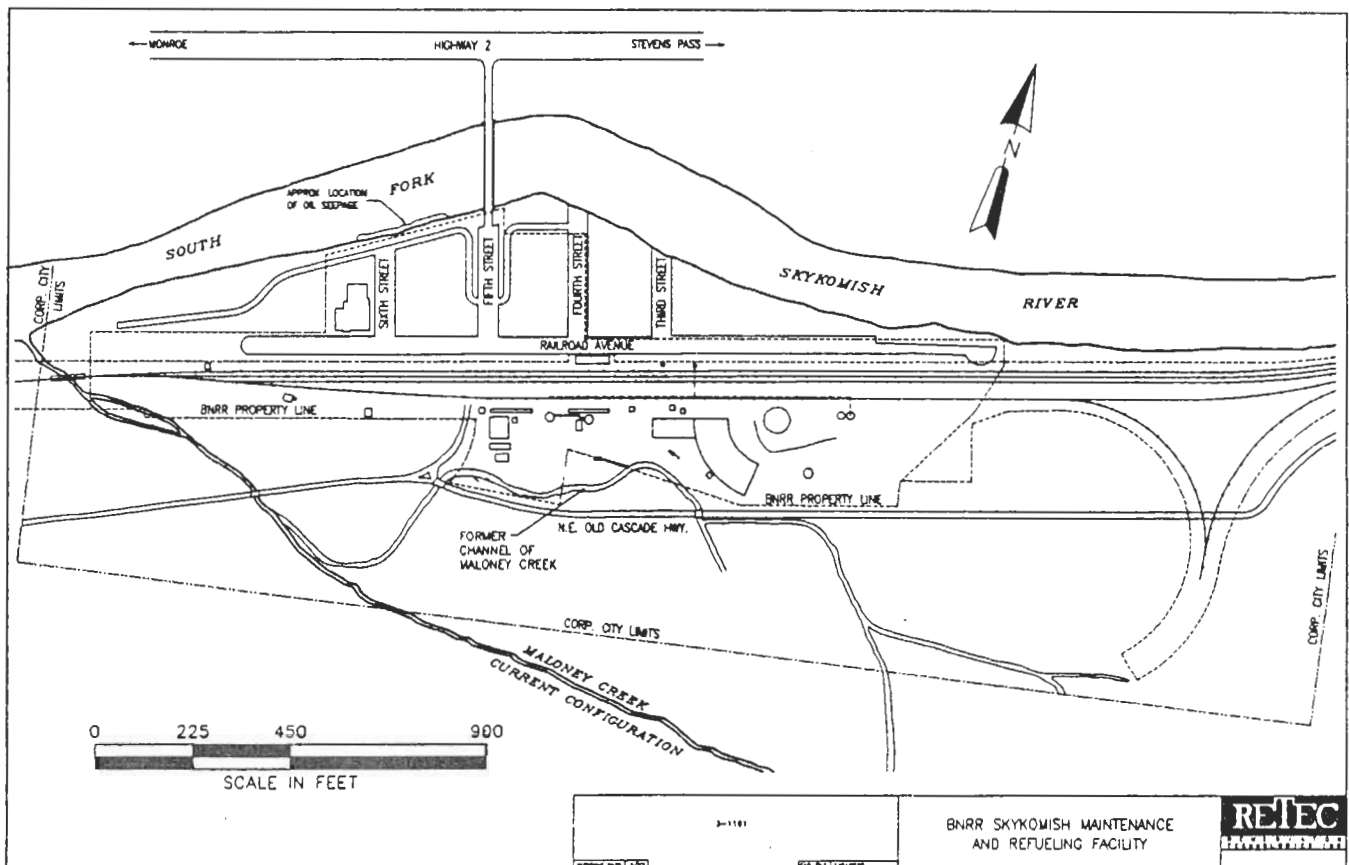 MONROE
HIGHWAY 2
STEVENS PASS
N
APPROX LOCATION
OF OIL SEEPAGE
SOUTH
FORK
SKYKOMISH
RIVER
CORP. CITY
LIMITS
SIXTH STREET
FIFTH STREET
FOURTH STREET
THIRD STREET
RAILROAD AVENUE
BNRR PROPERTY LINE
BNRR PROPERTY LINE
N.E. OLD CASCADE HWY.
FORMER
CHANNEL OF
MALONEY CREEK
CORP. CITY LIMITS
CORP. CITY LIMITS
MALONEY CREEK
CURRENT CONFIGURATION
0 225 450 900
SCALE IN FEET
3-1101
BNRR SKYKOMISH MAINTENANCE
AND REFUELING FACILITY
RETEC